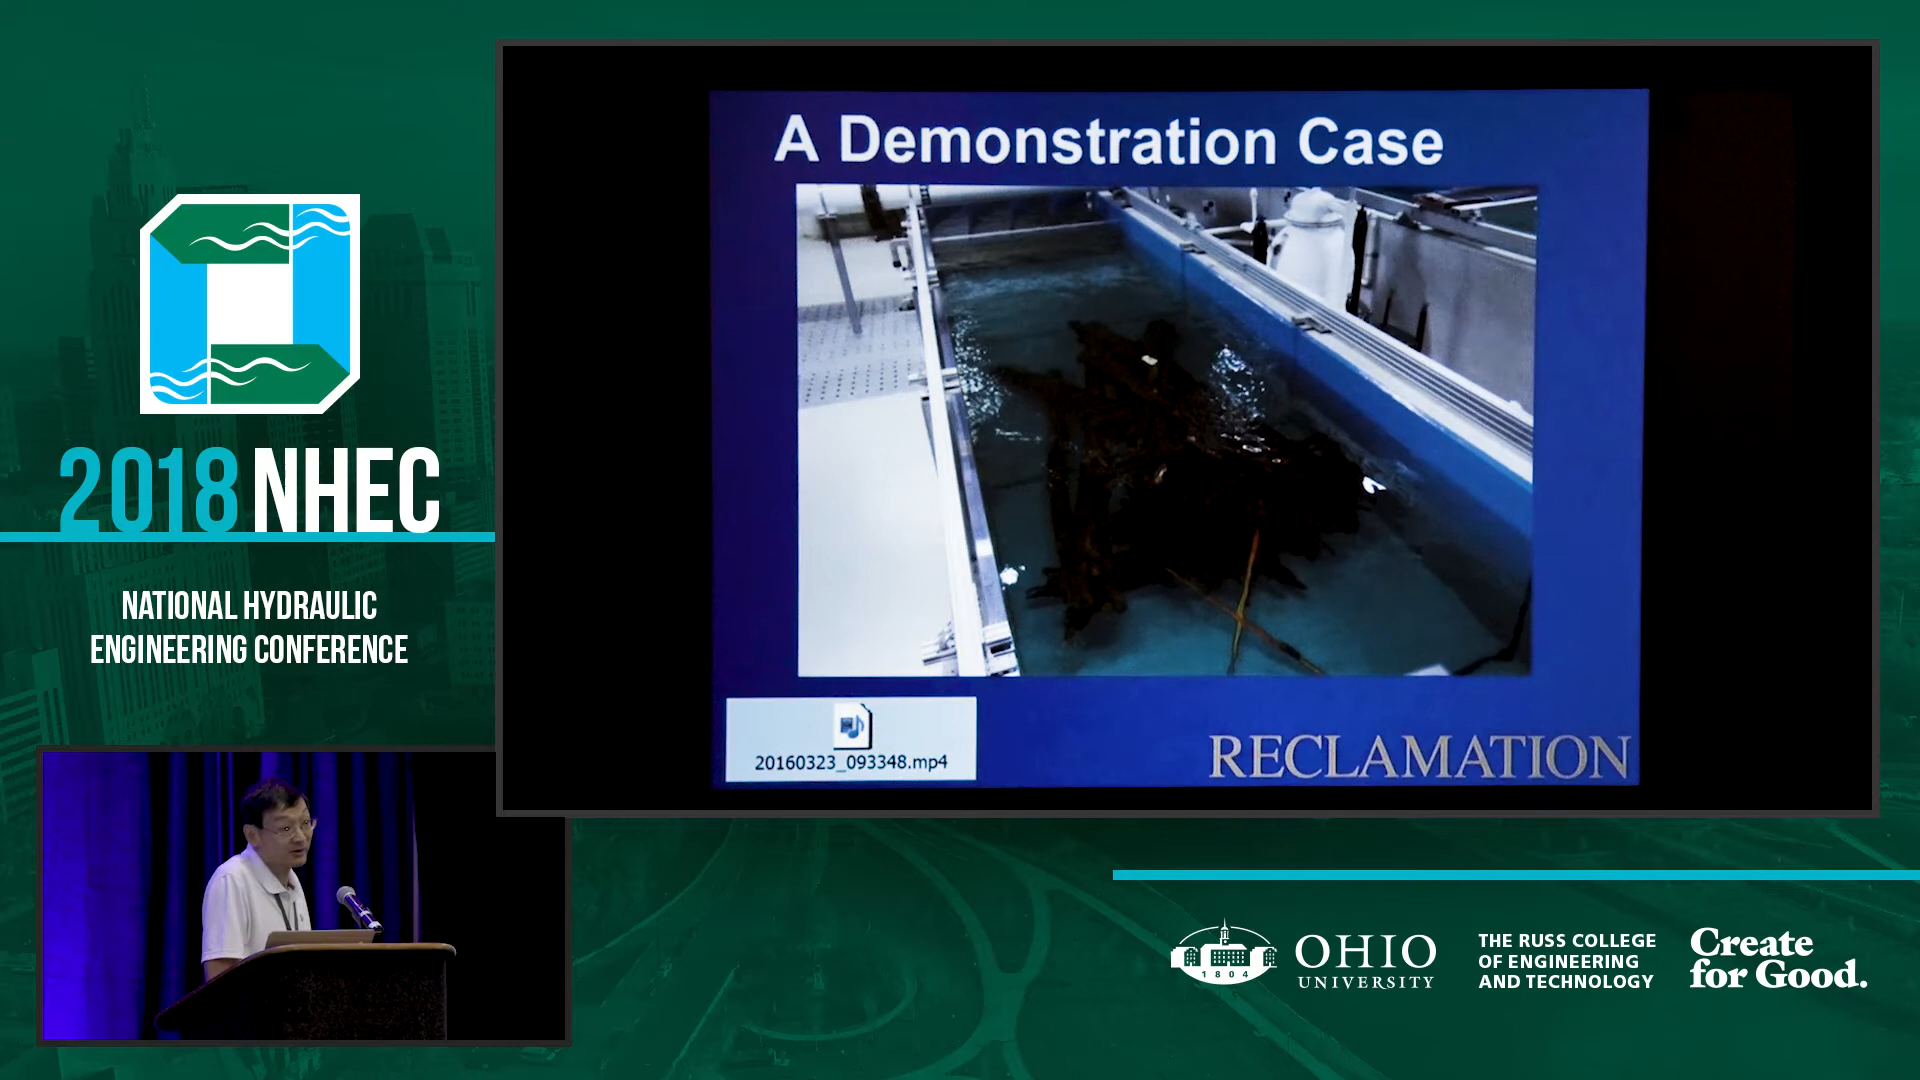 2018 NHEC
NATIONAL HYDRAULIC
ENGINEERING CONFERENCE
A Demonstration Case
20160323_093348.mp4
RECLAMATION
1804
OHIO
UNIVERSITY
THE RUSS COLLEGE
OF ENGINEERING
AND TECHNOLOGY
Create
for Good.